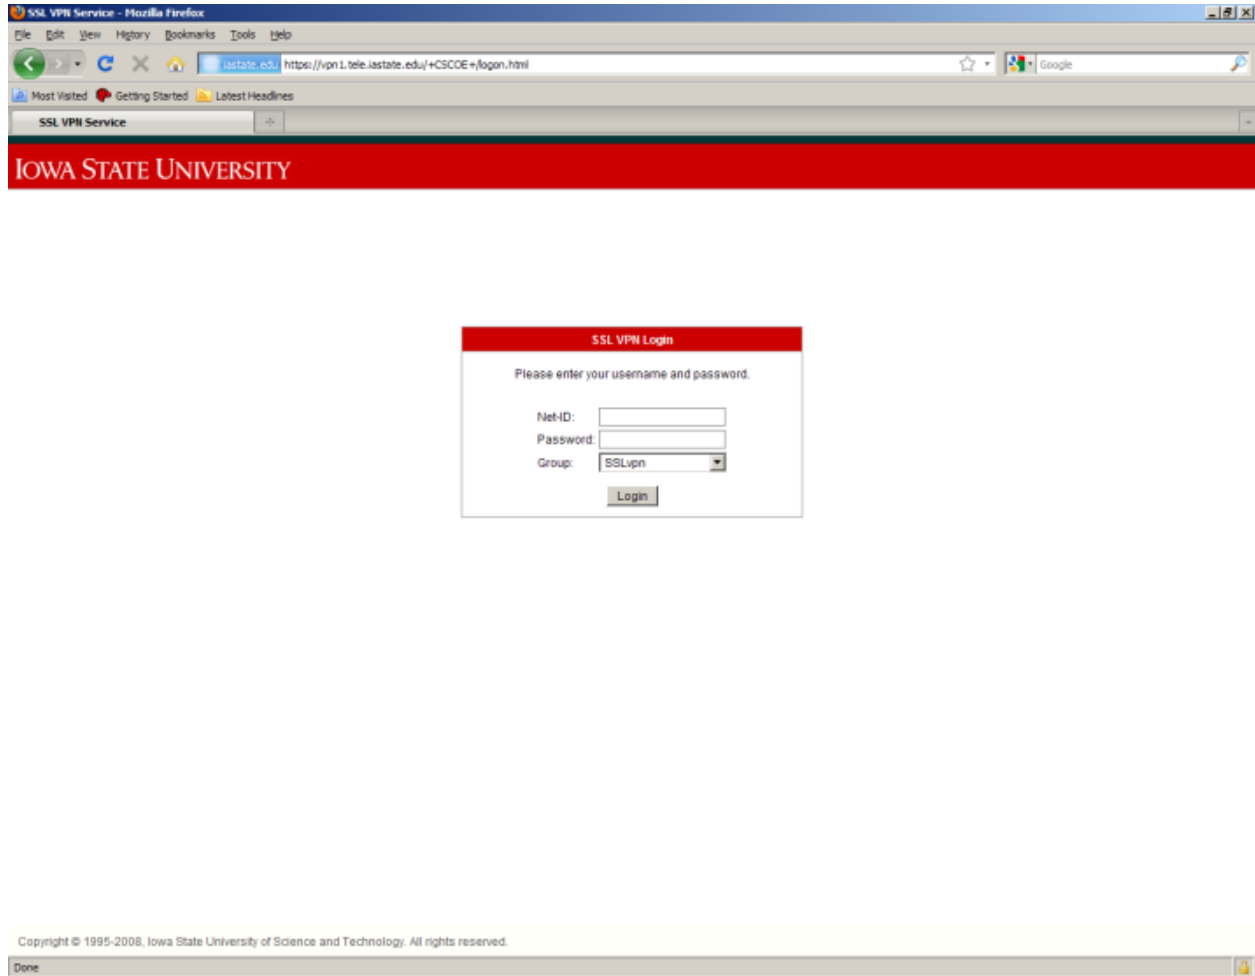 SSL VPN Service - Mozilla Firefox
File Edit View History Bookmarks Tools Help
iastate.edu https://vpn1.tele.iastate.edu/+CSCOE+/logon.html Google
Most Visited Getting Started Latest Headlines
SSL VPN Service
IOWA STATE UNIVERSITY
SSL VPN Login
Please enter your username and password.
Net-ID:
Password:
Group: SSLvpn
Login
Copyright © 1995-2008, Iowa State University of Science and Technology. All rights reserved.
Done